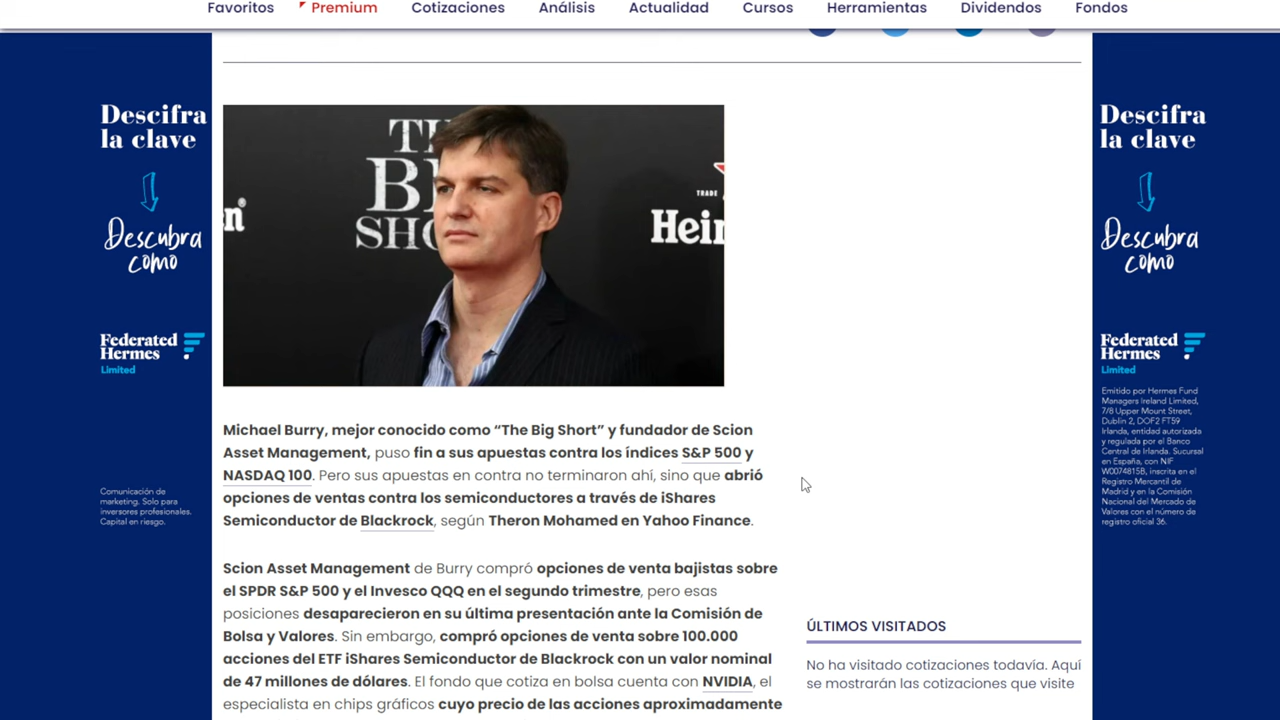 Favoritos Premium Cotizaciones Análisis Actualidad Cursos Herramientas Dividendos Fondos
Descifra
la clave
Descubra
como
Federated
Hermes
Limited
Comunicación de
marketing. Solo para
inversores profesionales.
Capital en riesgo.
BI
SHO
TRADE
n®
Hein
Michael Burry, mejor conocido por “The Big Short” y fundador de Scion
Asset Management, puso fin a sus apuestas contra los índices S&P 500 y
NASDAQ 100. Pero sus apuestas en contra no terminaron ahí, sino que abrió
opciones de ventas contra los semiconductores a través de iShares
Semiconductor de Blackrock, según Theron Mohamed en Yahoo Finance.
Scion Asset Management de Burry compró opciones de venta bajistas sobre
el SPDR S&P 500 y el Invesco QQQ en el segundo trimestre, pero esas
posiciones desaparecieron en su última presentación ante la Comisión de
Bolsa y Valores. Sin embargo, compró opciones de venta sobre 100.000
acciones del ETF iShares Semiconductor de Blackrock con un valor nominal
de 47 millones de dólares. El fondo que cotiza en bolsa cuenta con NVIDIA, el
especialista en chips gráficos cuyo precio de las acciones aproximadamente
ÚLTIMOS VISITADOS
No ha visitado cotizaciones todavía. Aquí
se mostrarán las cotizaciones que visite
Descifra
la clave
Descubra
como
Federated
Hermes
Limited
Emitido por Hermes Fund
Managers Ireland Limited,
7/8 Upper Mount Street,
Dublin 2, DOF2 FT59
Irlanda, entidad autorizada
y regulada por el Banco
Central de Irlanda. Sucursal
en España, con NIF
W0074815B, inscrita en el
Registro Mercantil de
Madrid y en la Comisión
Nacional del Mercado de
Valores con el número de
registro oficial 36.